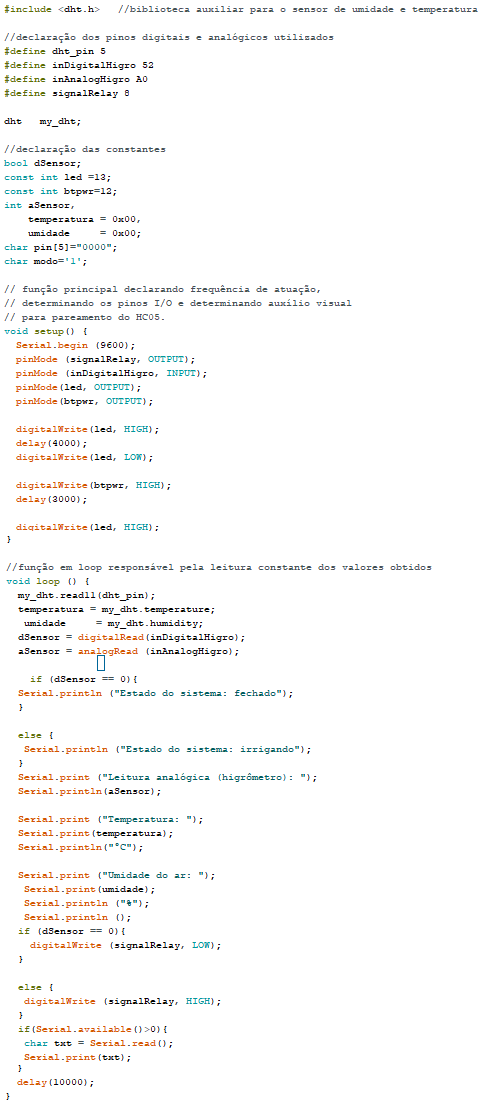 #include <dht.h>   //biblioteca auxiliar para o sensor de umidade e temperatura

//declaração dos pinos digitais e analógicos utilizados
#define dht_pin 5
#define inDigitalHigro 52
#define inAnalogHigro A0
#define signalRelay 8

dht   my_dht;

//declaração das constantes
bool dSensor;
const int led =13;
const int btpwr=12;
int aSensor,
    temperatura = 0x00,
    umidade     = 0x00;
char pin[5]="0000";
char modo='1';

// função principal declarando frequência de atuação,
// determinando os pinos I/O e determinando auxílio visual
// para pareamento do HC05.
void setup() {
  Serial.begin (9600);
  pinMode (signalRelay, OUTPUT);
  pinMode (inDigitalHigro, INPUT);
  pinMode(led, OUTPUT);
  pinMode(btpwr, OUTPUT);

  digitalWrite(led, HIGH);
  delay(4000);
  digitalWrite(led, LOW);

  digitalWrite(btpwr, HIGH);
  delay(3000);

  digitalWrite(led, HIGH);
}

//função em loop responsável pela leitura constante dos valores obtidos
void loop () {
  my_dht.read11(dht_pin);
  temperatura = my_dht.temperature;
   umidade     = my_dht.humidity;
  dSensor = digitalRead(inDigitalHigro);
  aSensor = analogRead (inAnalogHigro);

    if (dSensor == 0){
  Serial.println ("Estado do sistema: fechado");
  }

  else {
   Serial.println ("Estado do sistema: irrigando");
  }
  Serial.print ("Leitura analógica (higrômetro): ");
  Serial.println(aSensor);

  Serial.print ("Temperatura: ");
  Serial.print(temperatura);
  Serial.println("°C");

  Serial.print ("Umidade do ar: ");
   Serial.print(umidade);
   Serial.println ("%");
   Serial.println ();
  if (dSensor == 0){
    digitalWrite (signalRelay, LOW);
  }

  else {
   digitalWrite (signalRelay, HIGH);
  }
  if(Serial.available()>0){
   char txt = Serial.read();
   Serial.print(txt);
  }
  delay(10000);
}